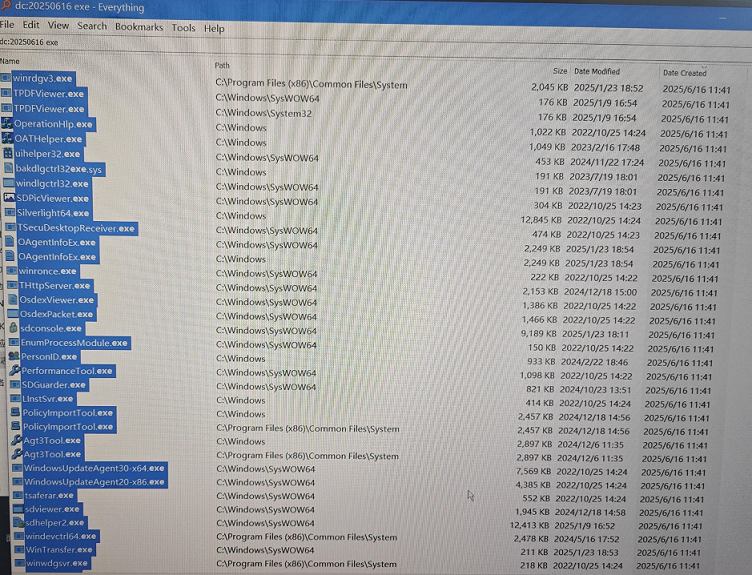 dc:20250616 exe - Everything
File Edit View Search Bookmarks Tools Help
dc:20250616 exe
Name Path Size Date Modified Date Created
winrdgv3.exe C:\Program Files (x86)\Common Files\System 2,045 KB 2025/1/23 18:52 2025/6/16 11:41
TPDFViewer.exe C:\Windows\SysWOW64 176 KB 2025/1/9 16:54 2025/6/16 11:41
TPDFViewer.exe C:\Windows\System32 176 KB 2025/1/9 16:54 2025/6/16 11:41
OperationHlp.exe C:\Windows 1,022 KB 2022/10/25 14:24 2025/6/16 11:41
OATHelper.exe C:\Windows 1,049 KB 2023/2/16 17:48 2025/6/16 11:41
uihelper32.exe C:\Windows\SysWOW64 453 KB 2024/11/22 17:24 2025/6/16 11:41
bakdlgctrl32exe.sys C:\Windows 191 KB 2023/7/19 18:01 2025/6/16 11:41
windlgctrl32.exe C:\Windows\SysWOW64 191 KB 2023/7/19 18:01 2025/6/16 11:41
SDPicViewer.exe C:\Windows\SysWOW64 304 KB 2022/10/25 14:23 2025/6/16 11:41
Silverlight64.exe C:\Windows 12,845 KB 2022/10/25 14:24 2025/6/16 11:41
TSecuDesktopReceiver.exe C:\Windows\SysWOW64 474 KB 2022/10/25 14:23 2025/6/16 11:41
OAgentInfoEx.exe C:\Windows\SysWOW64 2,249 KB 2025/1/23 18:54 2025/6/16 11:41
OAgentInfoEx.exe C:\Windows 2,249 KB 2025/1/23 18:54 2025/6/16 11:41
winronce.exe C:\Windows\SysWOW64 222 KB 2022/10/25 14:22 2025/6/16 11:41
THttpServer.exe C:\Windows\SysWOW64 2,153 KB 2024/12/18 15:00 2025/6/16 11:41
OsdexViewer.exe C:\Windows\SysWOW64 1,386 KB 2022/10/25 14:22 2025/6/16 11:41
OsdexPacket.exe C:\Windows\SysWOW64 1,466 KB 2022/10/25 14:22 2025/6/16 11:41
sdconsole.exe C:\Windows\SysWOW64 9,189 KB 2025/1/23 18:11 2025/6/16 11:41
EnumProcessModule.exe C:\Windows\SysWOW64 150 KB 2022/10/25 14:22 2025/6/16 11:41
PersonID.exe C:\Windows 933 KB 2024/2/22 18:46 2025/6/16 11:41
PerformanceTool.exe C:\Windows\SysWOW64 1,098 KB 2022/10/25 14:22 2025/6/16 11:41
SDGuarder.exe C:\Windows\SysWOW64 821 KB 2024/10/23 13:51 2025/6/16 11:41
LInstSvr.exe C:\Windows 414 KB 2022/10/25 14:24 2025/6/16 11:41
PolicyImportTool.exe C:\Windows 2,457 KB 2024/12/18 14:56 2025/6/16 11:41
PolicyImportTool.exe C:\Program Files (x86)\Common Files\System 2,457 KB 2024/12/18 14:56 2025/6/16 11:41
Agt3Tool.exe C:\Windows 2,897 KB 2024/12/6 11:35 2025/6/16 11:41
Agt3Tool.exe C:\Program Files (x86)\Common Files\System 2,897 KB 2024/12/6 11:35 2025/6/16 11:41
WindowsUpdateAgent30-x64.exe C:\Windows\SysWOW64 7,569 KB 2022/10/25 14:24 2025/6/16 11:41
WindowsUpdateAgent20-x86.exe C:\Windows\SysWOW64 4,385 KB 2022/10/25 14:24 2025/6/16 11:41
tsaferar.exe C:\Windows\SysWOW64 552 KB 2022/10/25 14:24 2025/6/16 11:41
sdviewer.exe C:\Windows\SysWOW64 1,945 KB 2024/12/18 14:58 2025/6/16 11:41
sdhelper2.exe C:\Windows\SysWOW64 12,413 KB 2025/1/9 16:52 2025/6/16 11:41
windevctrl64.exe C:\Program Files (x86)\Common Files\System 2,478 KB 2024/5/16 17:52 2025/6/16 11:41
WinTransfer.exe C:\Windows\SysWOW64 211 KB 2025/1/23 18:53 2025/6/16 11:41
winwdgsvr.exe C:\Program Files (x86)\Common Files\System 218 KB 2022/10/25 14:24 2025/6/16 11:41